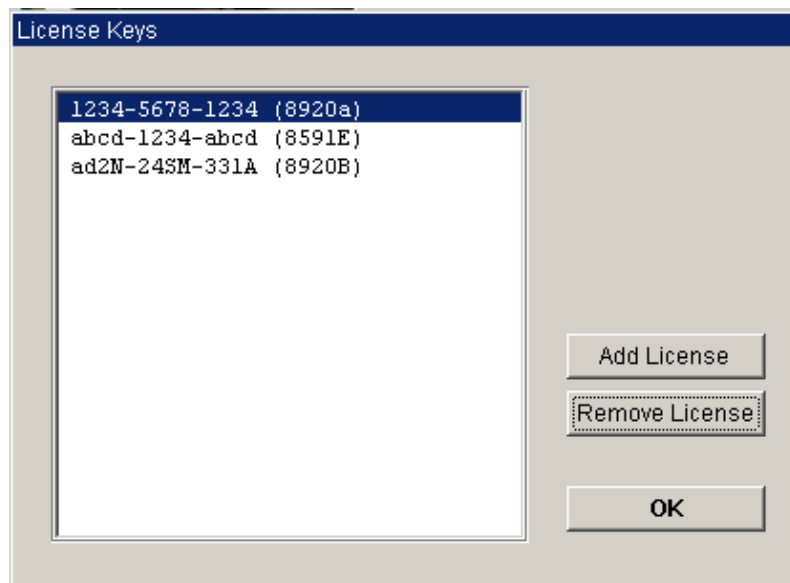 License Keys
1234-5678-1234 (8920a)
abcd-1234-abcd (8591E)
ad2N-24SM-331A (8920B)
Add License
Remove License
OK